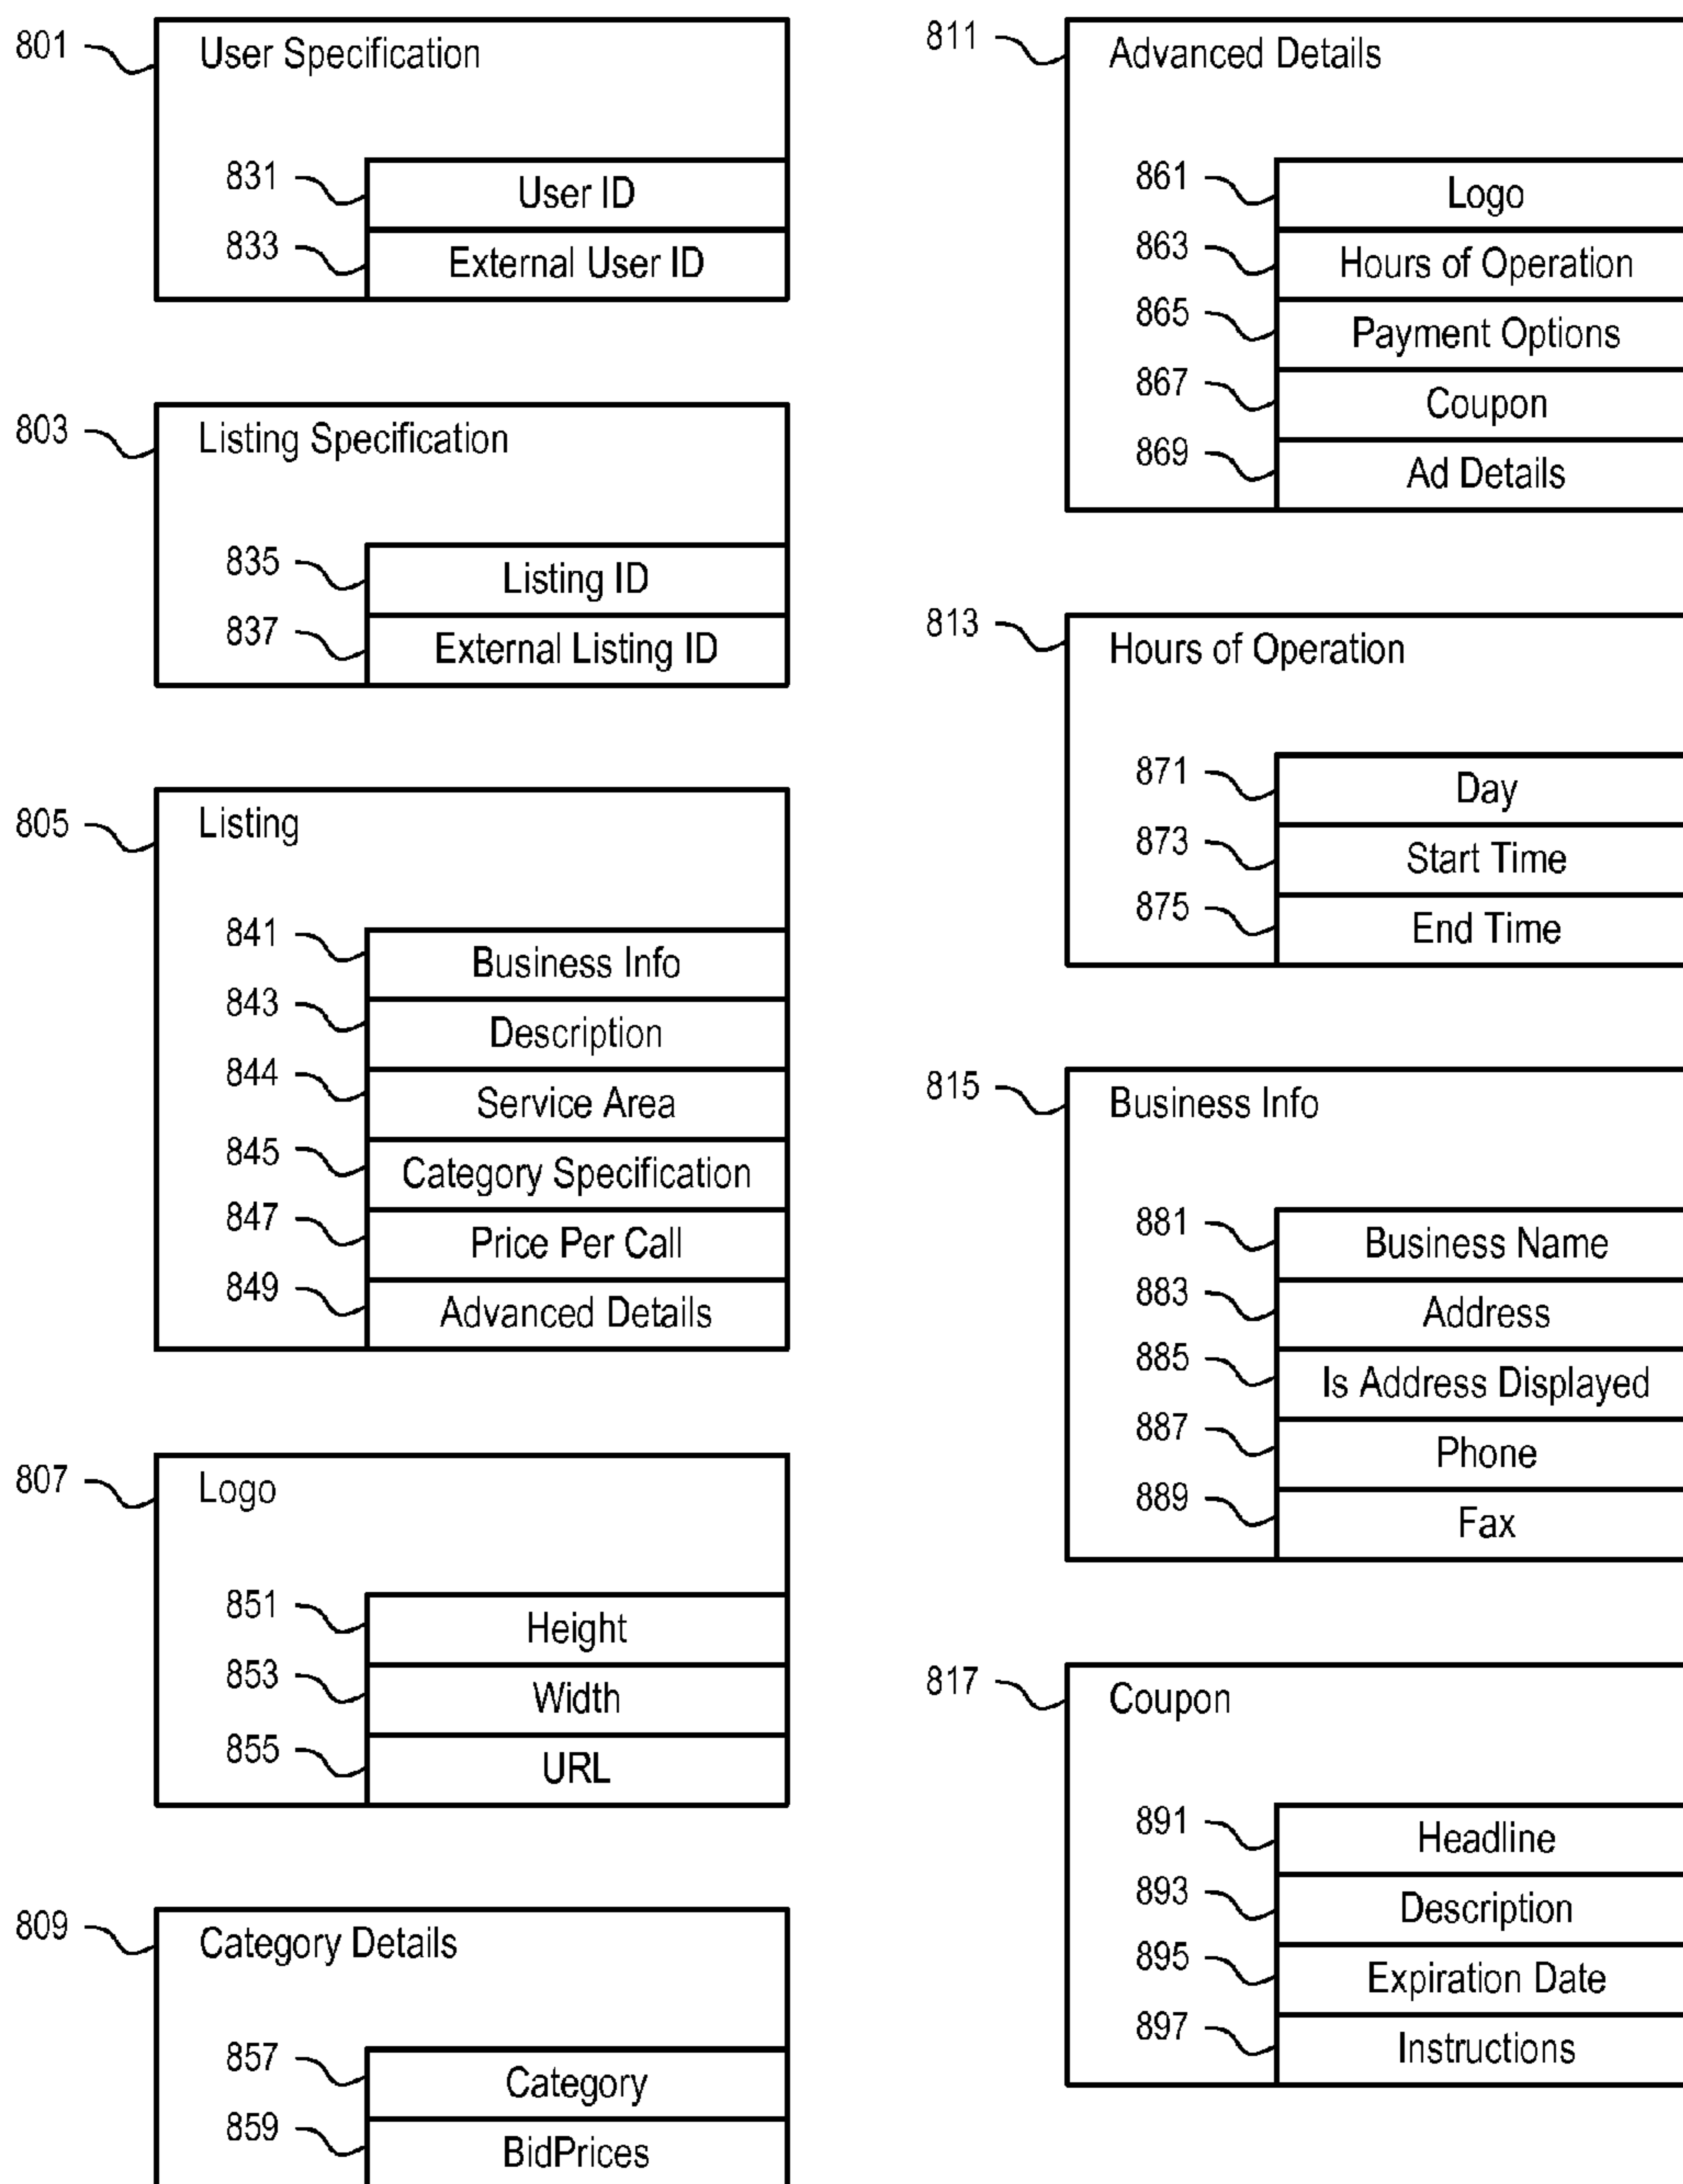 801
User Specification
831
User ID
833
External User ID
803
Listing Specification
835
Listing ID
837
External Listing ID
805
Listing
841
Business Info
843
Description
844
Service Area
845
Category Specification
847
Price Per Call
849
Advanced Details
807
Logo
851
Height
853
Width
855
URL
809
Category Details
857
Category
859
BidPrices
811
Advanced Details
861
Logo
863
Hours of Operation
865
Payment Options
867
Coupon
869
Ad Details
813
Hours of Operation
871
Day
873
Start Time
875
End Time
815
Business Info
881
Business Name
883
Address
885
Is Address Displayed
887
Phone
889
Fax
817
Coupon
891
Headline
893
Description
895
Expiration Date
897
Instructions